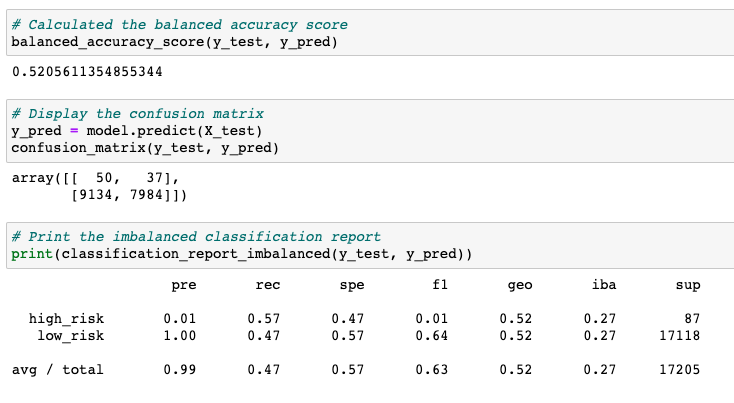 # Calculated the balanced accuracy score
balanced_accuracy_score(y_test, y_pred)
0.5205611354855344
# Display the confusion matrix
y_pred = model.predict(X_test)
confusion_matrix(y_test, y_pred)
array([[  50,   37],
       [9134, 7984]])
# Print the imbalanced classification report
print(classification_report_imbalanced(y_test, y_pred))
pre rec spe f1 geo iba sup
high_risk 0.01 0.57 0.47 0.01 0.52 0.27 87
low_risk 1.00 0.47 0.57 0.64 0.52 0.27 17118
avg / total 0.99 0.47 0.57 0.63 0.52 0.27 17205